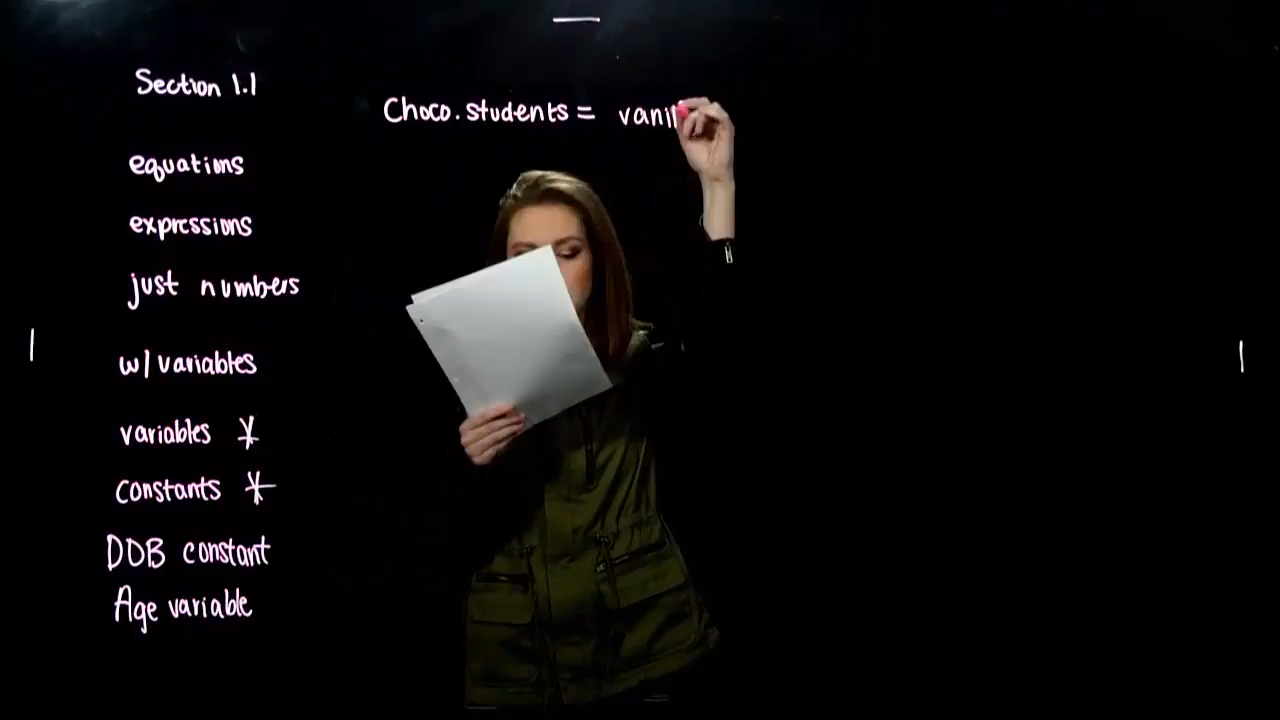 Section 1.1
Choco. students = vani
equations
expressions
just numbers
w/ variables
variables *
constants *
DOB constant
Age variable